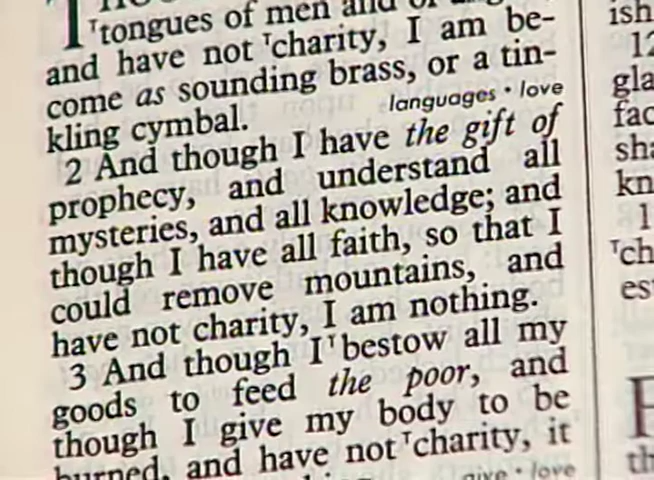 tongues of men and of
and have not ᵀcharity, I am be-
come as sounding brass, or a tin-
kling cymbal.
languages • love
2 And though I have the gift of
prophecy, and understand all
mysteries, and all knowledge; and
though I have all faith, so that I
could remove mountains, and
have not charity, I am nothing.
3 And though I ᵀbestow all my
goods to feed the poor, and
though I give my body to be
burned, and have not ᵀcharity, it
give • love
ish
12
gla
fac
sha
kn
1
ᵀch
es
th